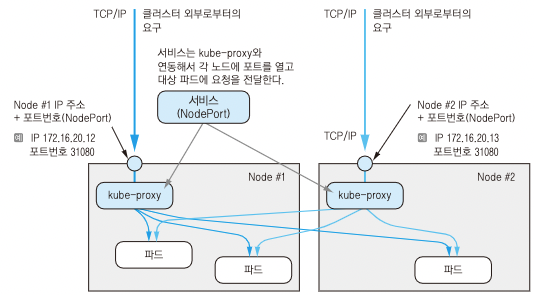 TCP/IP
클러스터 외부로부터의
요구
TCP/IP
클러스터 외부로부터의
요구
서비스는 kube-proxy와
연동해서 각 노드에 포트를 열고
대상 파드에 요청을 전달한다.
서비스
(NodePort)
Node #1 IP 주소
+ 포트번호(NodePort)
예 IP 172.16.20.12
포트번호 31080
Node #2 IP 주소
+ 포트번호(NodePort)
예 IP 172.16.20.13
포트번호 31080
TCP/IP
Node #1
Node #2
kube-proxy
kube-proxy
파드
파드
파드